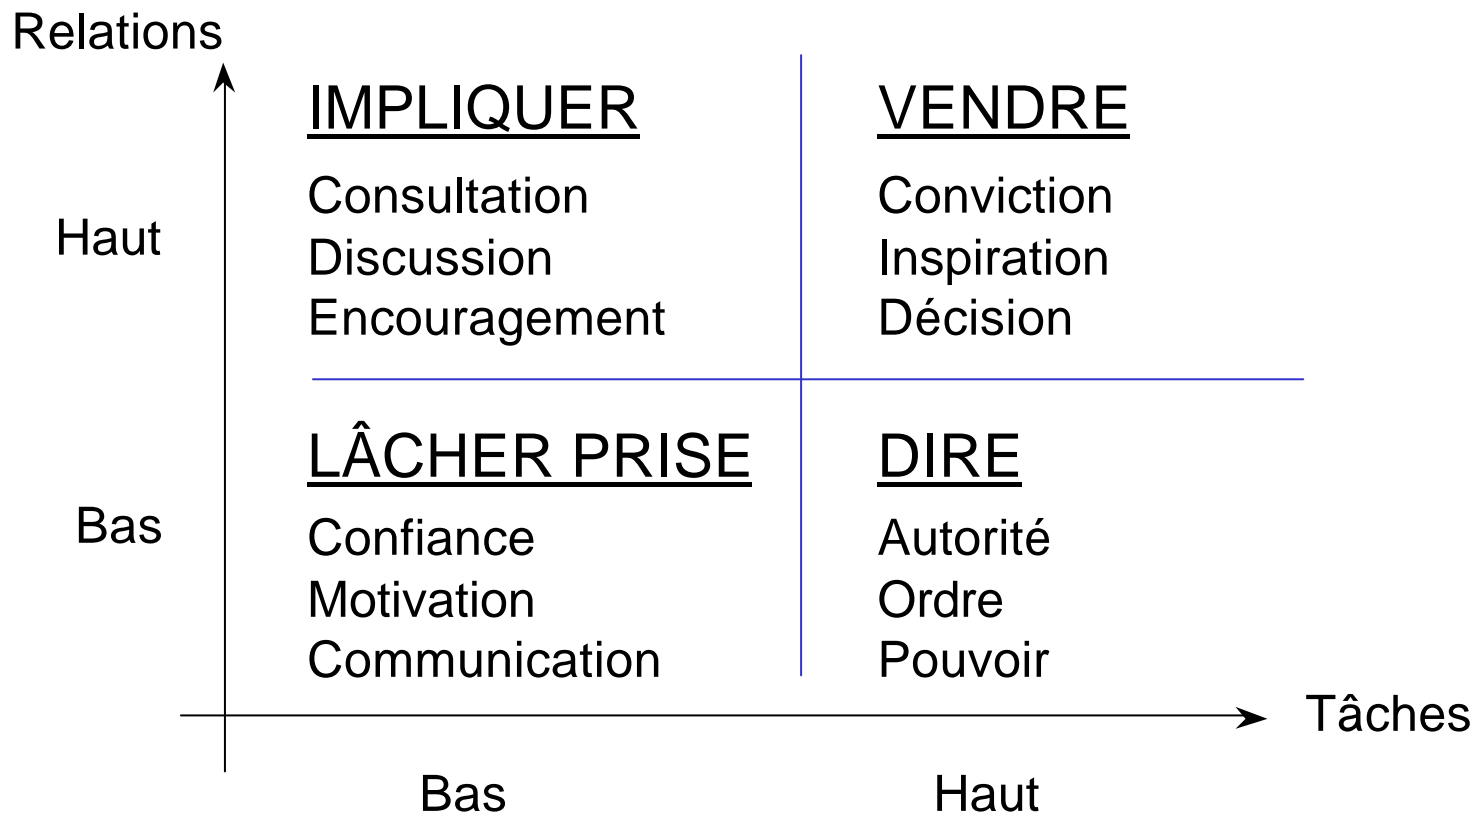 Relations
IMPLIQUER
Consultation
Discussion
Encouragement
VENDRE
Conviction
Inspiration
Décision
Haut
LÂCHER PRISE
Confiance
Motivation
Communication
DIRE
Autorité
Ordre
Pouvoir
Bas
Tâches
Bas
Haut